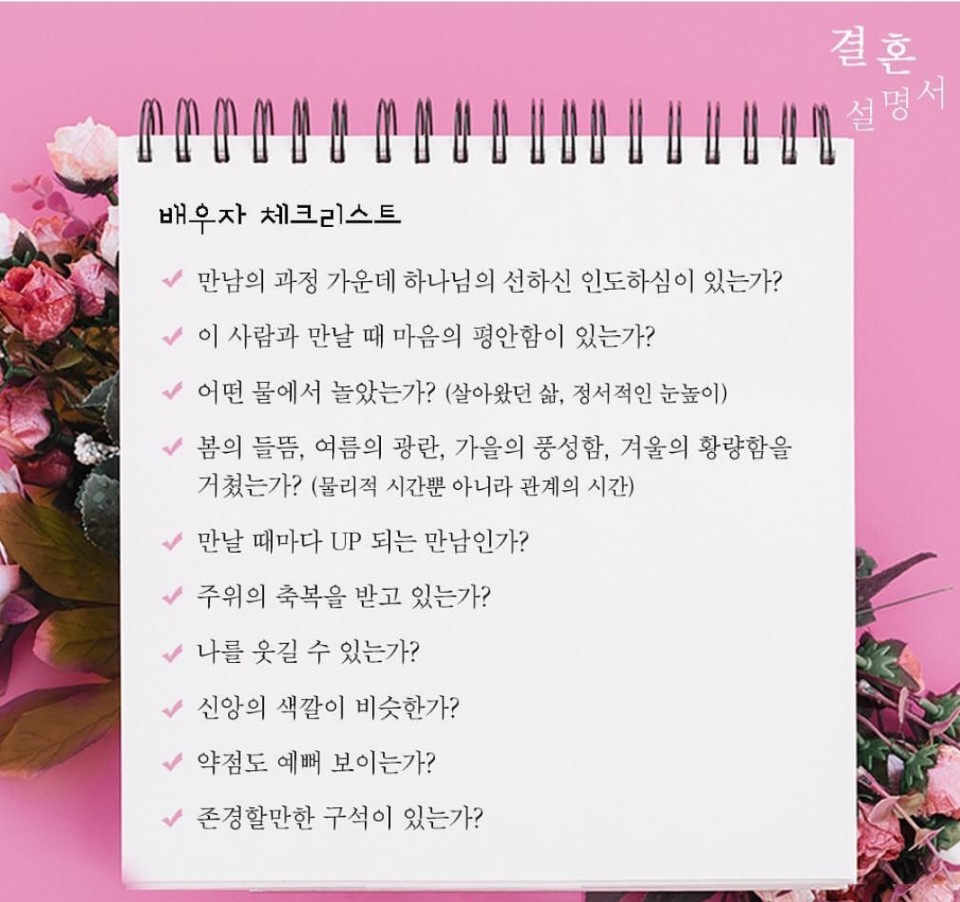 결혼
설명서
배우자 체크리스트
만남의 과정 가운데 하나님의 선하신 인도하심이 있는가?
이 사람과 만날 때 마음의 평안함이 있는가?
어떤 물에서 놀았는가? (살아왔던 삶, 정서적인 눈높이)
봄의 들뜸, 여름의 광란, 가을의 풍성함, 겨울의 황량함을
거쳤는가? (물리적 시간뿐 아니라 관계의 시간)
만날 때마다 UP 되는 만남인가?
주위의 축복을 받고 있는가?
나를 웃길 수 있는가?
신앙의 색깔이 비슷한가?
약점도 예뻐 보이는가?
존경할만한 구석이 있는가?